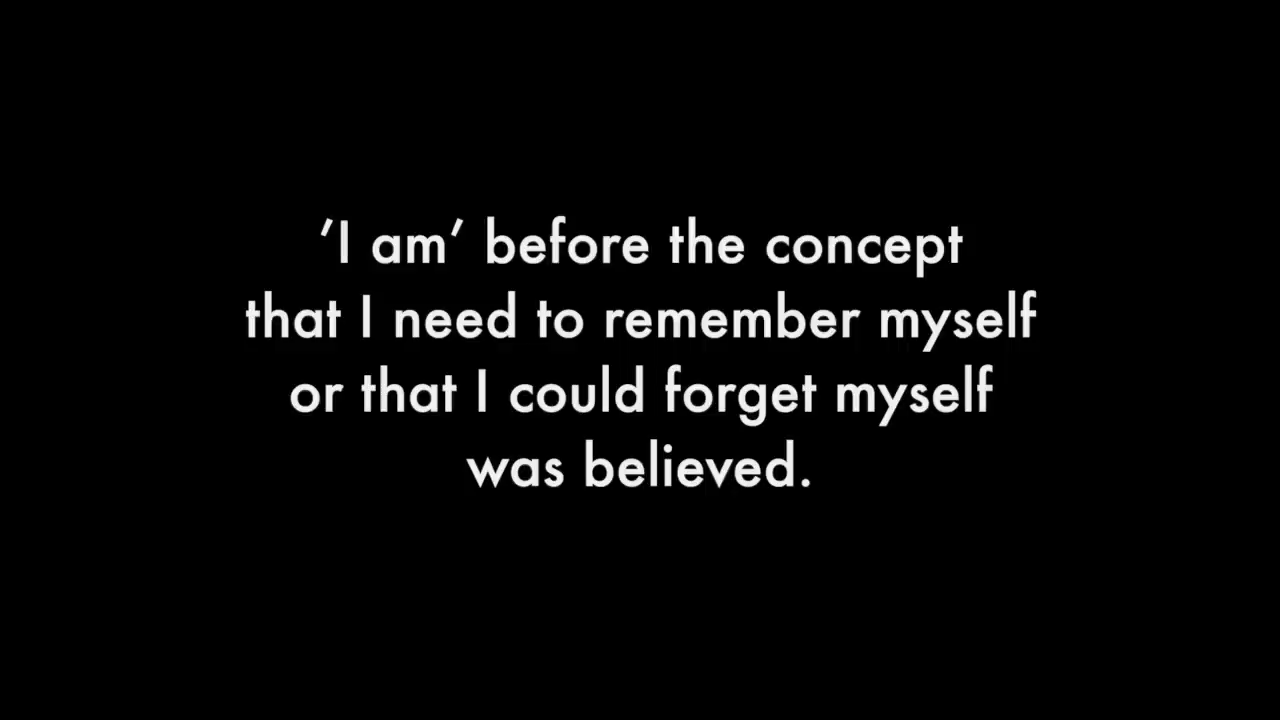 'I am' before the concept
that I need to remember myself
or that I could forget myself
was believed.